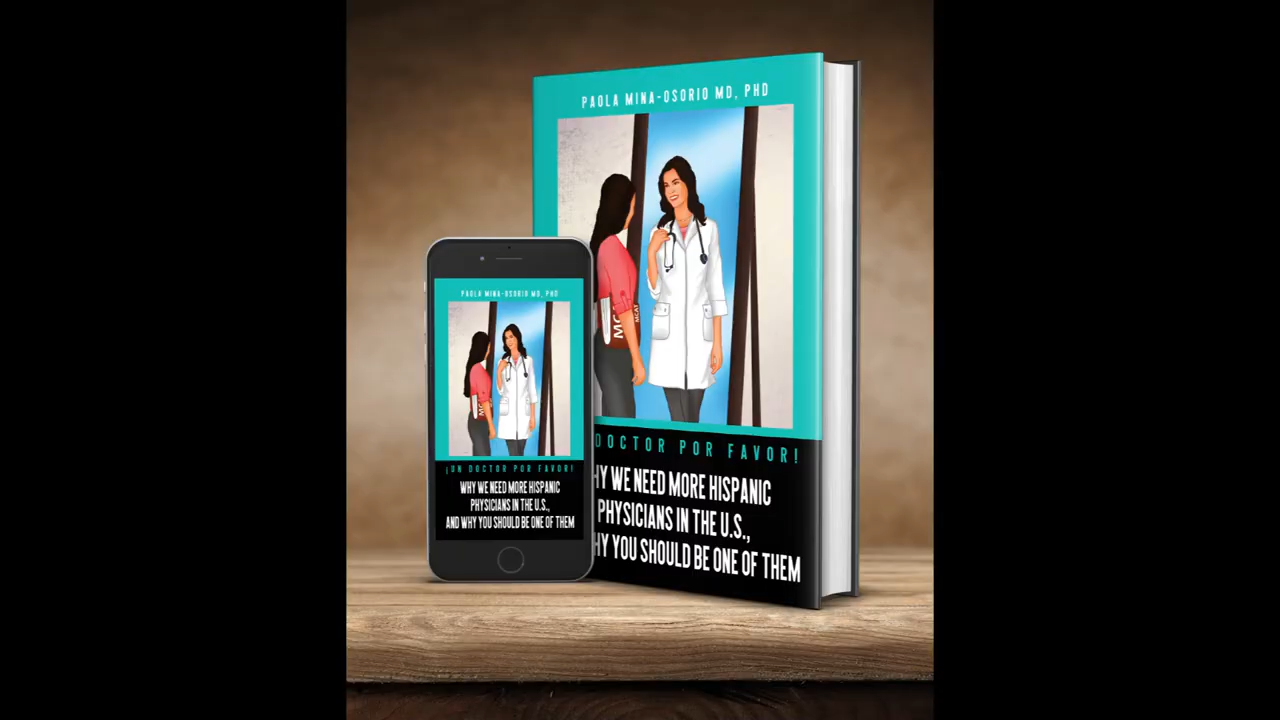 PAOLA MINA-OSORIO MD, PHD
MCAT
DOCTOR POR FAVOR!
HY WE NEED MORE HISPANIC
PHYSICIANS IN THE U.S.,
HY YOU SHOULD BE ONE OF THEM
PAOLA MINA-OSORIO MD, PHD
MC
¡UN DOCTOR POR FAVOR!
WHY WE NEED MORE HISPANIC
PHYSICIANS IN THE U.S.,
AND WHY YOU SHOULD BE ONE OF THEM